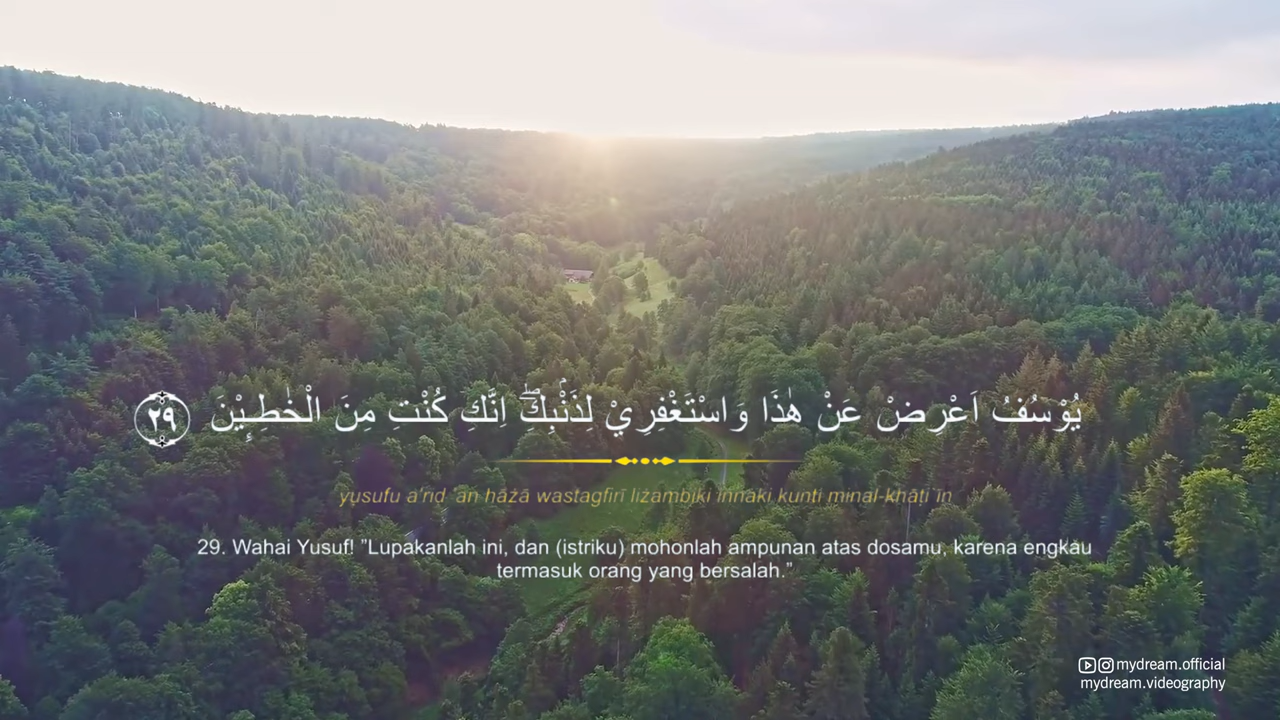 يُوْسُفُ اَعْرِضْ عَنْ هٰذَا وَاسْتَغْفِرِيْ لِذَنْۢبِكِۖ اِنَّكِ كُنْتِ مِنَ الْخٰطِـِٕيْنَ ۝٢٩
yusufu a'rid 'an hāżā wastagfirī liżambiki innaki kunti minal-khāti`īn
29. Wahai Yusuf! ”Lupakanlah ini, dan (istriku) mohonlah ampunan atas dosamu, karena engkau
termasuk orang yang bersalah.”
mydream.official
mydream.videography